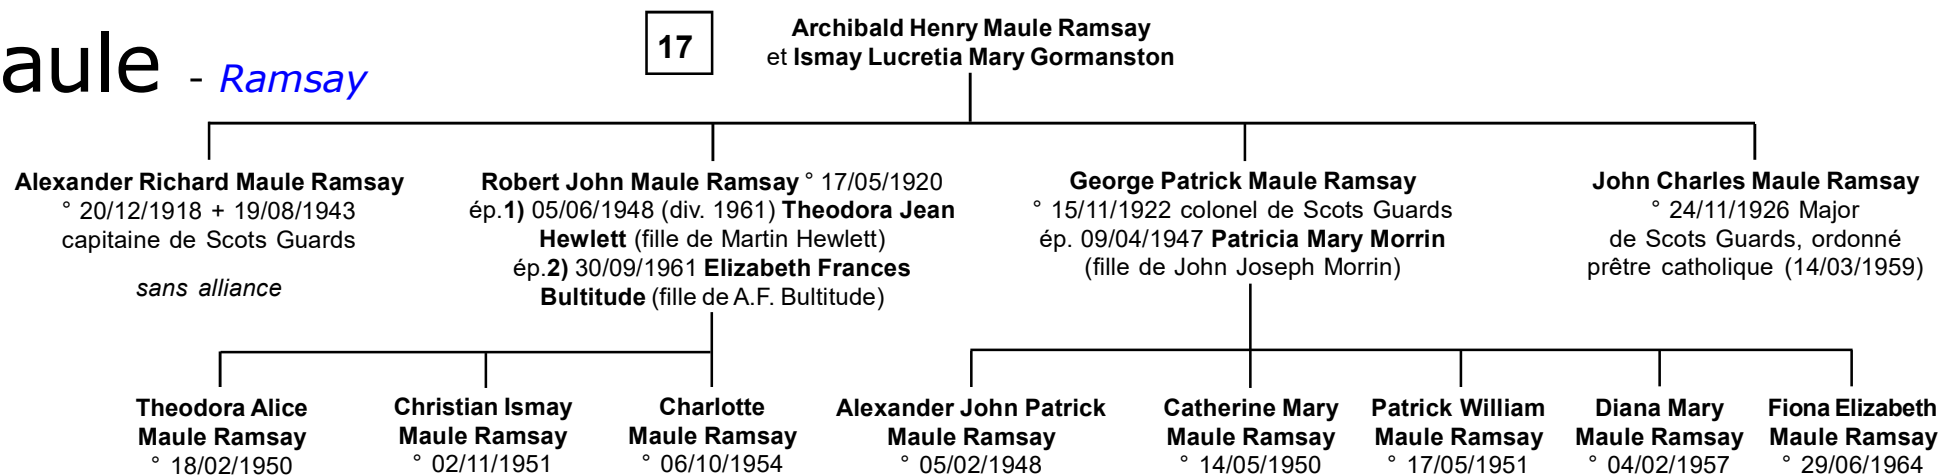 aule - Ramsay
17
Archibald Henry Maule Ramsay
et Ismay Lucretia Mary Gormanston
Alexander Richard Maule Ramsay
° 20/12/1918 + 19/08/1943
capitaine de Scots Guards
sans alliance
Robert John Maule Ramsay ° 17/05/1920
ép.1) 05/06/1948 (div. 1961) Theodora Jean
Hewlett (fille de Martin Hewlett)
ép.2) 30/09/1961 Elizabeth Frances
Bultitude (fille de A.F. Bultitude)
George Patrick Maule Ramsay
° 15/11/1922 colonel de Scots Guards
ép. 09/04/1947 Patricia Mary Morrin
(fille de John Joseph Morrin)
John Charles Maule Ramsay
° 24/11/1926 Major
de Scots Guards, ordonné
prêtre catholique (14/03/1959)
Theodora Alice
Maule Ramsay
° 18/02/1950
Christian Ismay
Maule Ramsay
° 02/11/1951
Charlotte
Maule Ramsay
° 06/10/1954
Alexander John Patrick
Maule Ramsay
° 05/02/1948
Catherine Mary
Maule Ramsay
° 14/05/1950
Patrick William
Maule Ramsay
° 17/05/1951
Diana Mary
Maule Ramsay
° 04/02/1957
Fiona Elizabeth
Maule Ramsay
° 29/06/1964